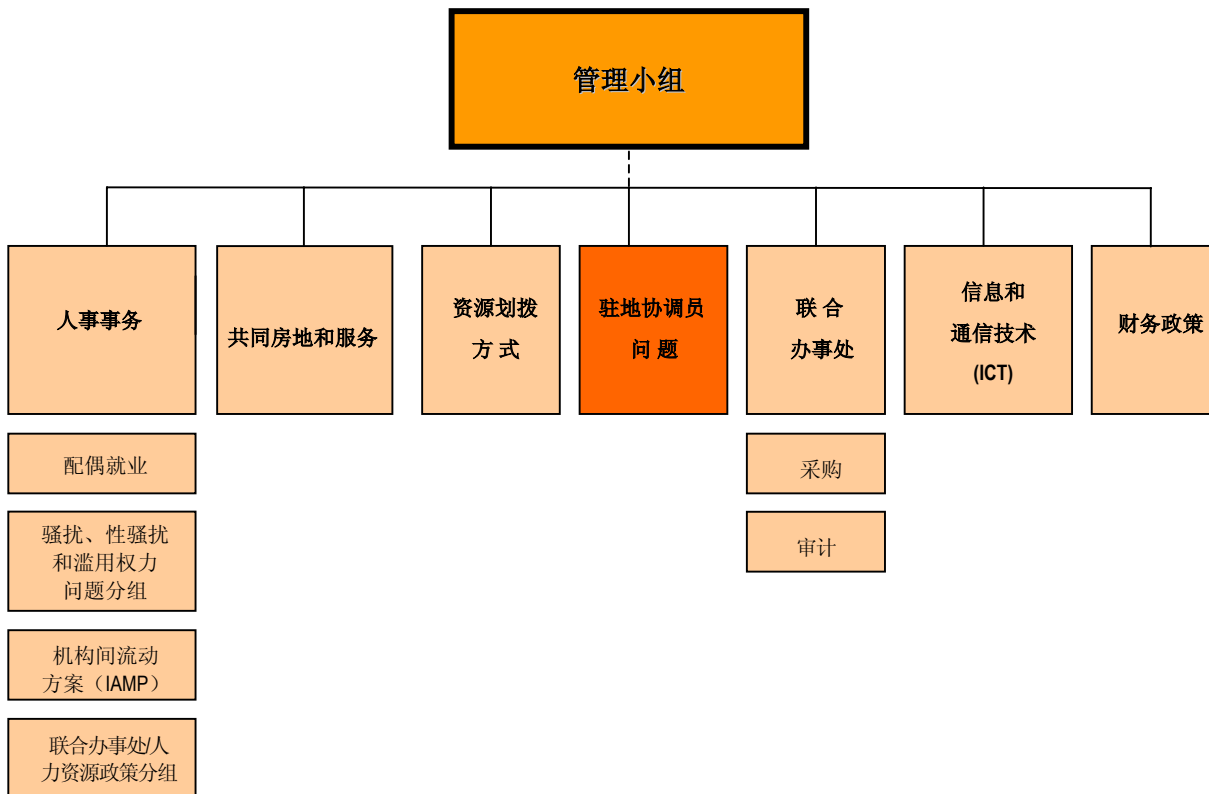 管理小组
人事事务
共同房地和服务
资源划拨
方 式
驻地协调员
问 题
联 合
办事处
信息和
通信技术
(ICT)
财务政策
配偶就业
骚扰、性骚扰
和滥用权力
问题分组
机构间流动
方案（IAMP）
联合办事处/人
力资源政策分组
采购
审计